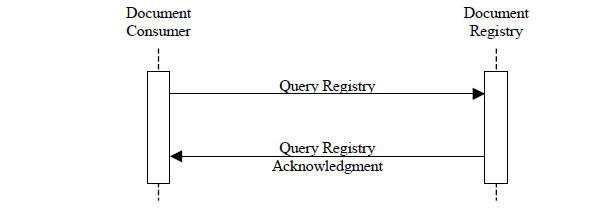 Document
Consumer
Document
Registry
Query Registry
Query Registry
Acknowledgment